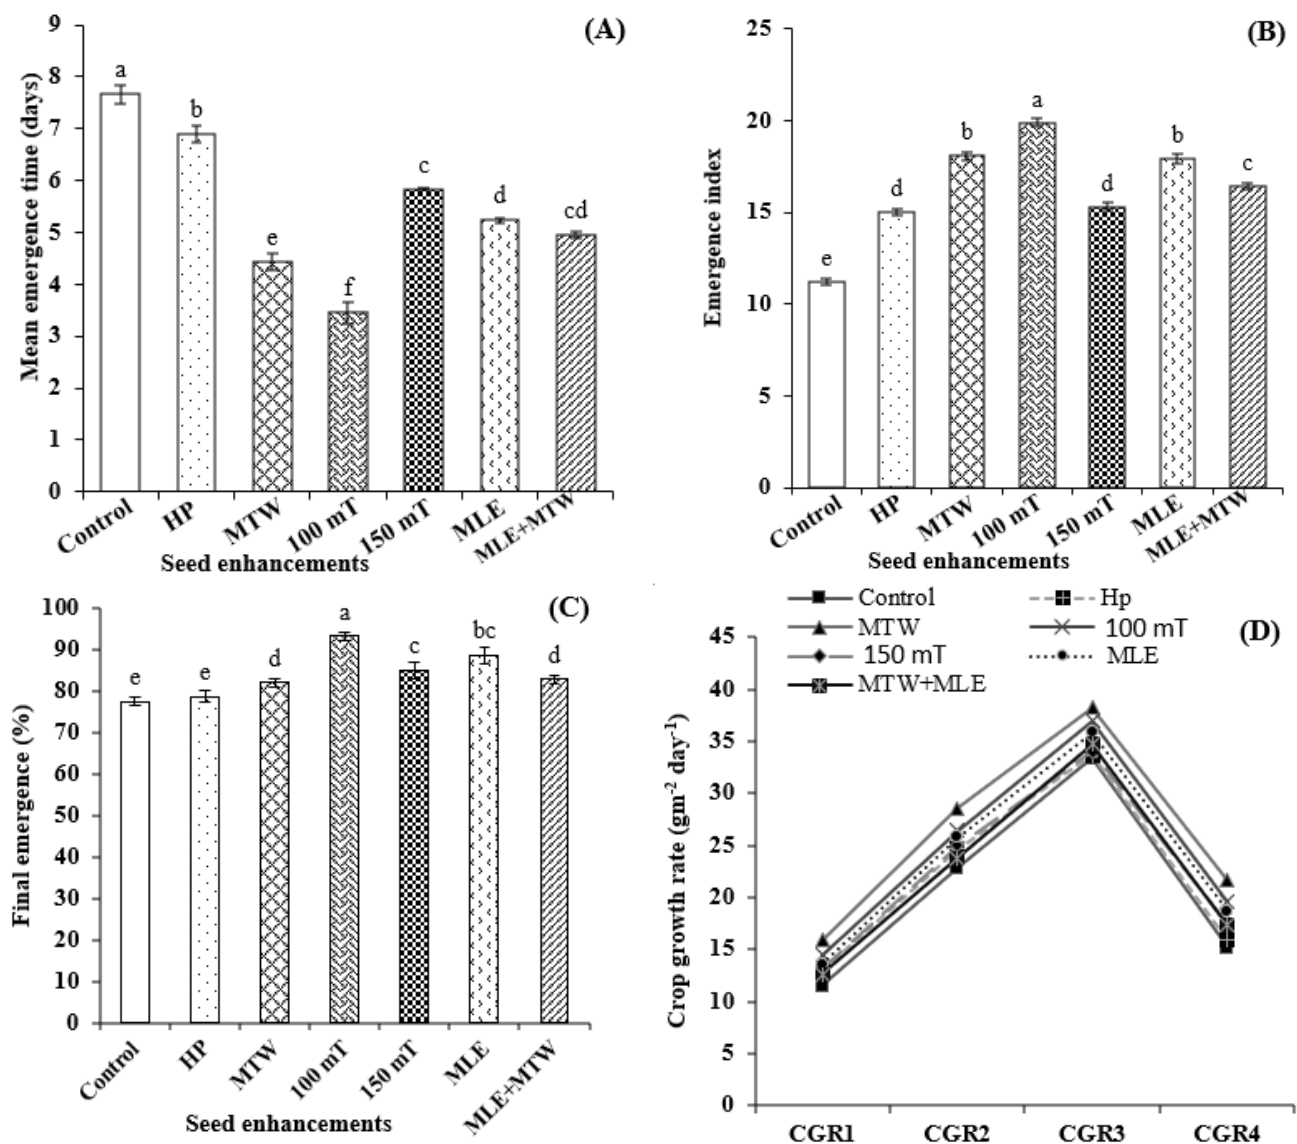 (A)
Mean emergence time (days)
9
8
7
6
5
4
3
2
1
0
a
b
e
f
c
d
cd
Control
HP
MTW
100 mT
150 mT
MLE
MLE+MTW
Seed enhancements
(B)
Emergence index
25
20
15
10
5
0
e
d
b
a
d
b
c
Control
HP
MTW
100 mT
150 mT
MLE
MLE+MTW
Seed enhancements
(C)
Final emergence (%)
100
90
80
70
60
50
40
30
20
10
0
e
e
d
a
c
bc
d
Control
HP
MTW
100 mT
150 mT
MLE
MLE+MTW
Seed enhancements
Control
Hp
MTW
100 mT
150 mT
MLE
MTW+MLE
(D)
Crop growth rate (gm⁻² day⁻¹)
45
40
35
30
25
20
15
10
5
0
CGR1
CGR2
CGR3
CGR4